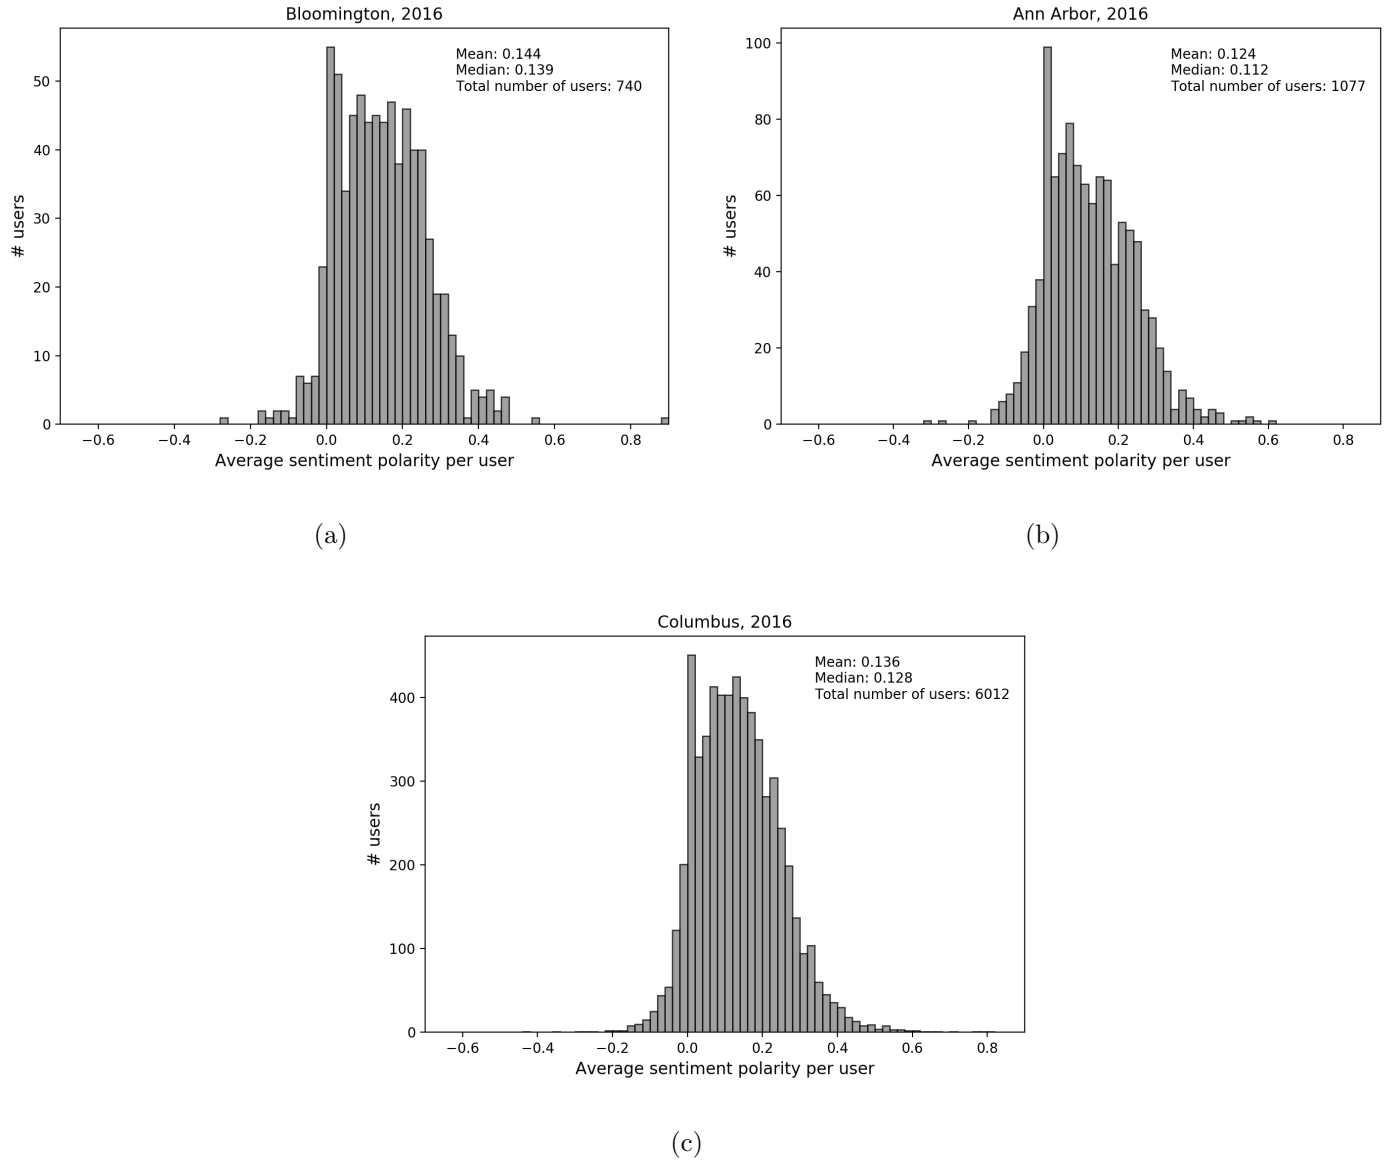 Bloomington, 2016
Mean: 0.144
Median: 0.139
Total number of users: 740
# users
50
40
30
20
10
0
−0.6 −0.4 −0.2 0.0 0.2 0.4 0.6 0.8
Average sentiment polarity per user
(a)
Ann Arbor, 2016
Mean: 0.124
Median: 0.112
Total number of users: 1077
# users
100
80
60
40
20
0
−0.6 −0.4 −0.2 0.0 0.2 0.4 0.6 0.8
Average sentiment polarity per user
(b)
Columbus, 2016
Mean: 0.136
Median: 0.128
Total number of users: 6012
# users
400
300
200
100
0
−0.6 −0.4 −0.2 0.0 0.2 0.4 0.6 0.8
Average sentiment polarity per user
(c)